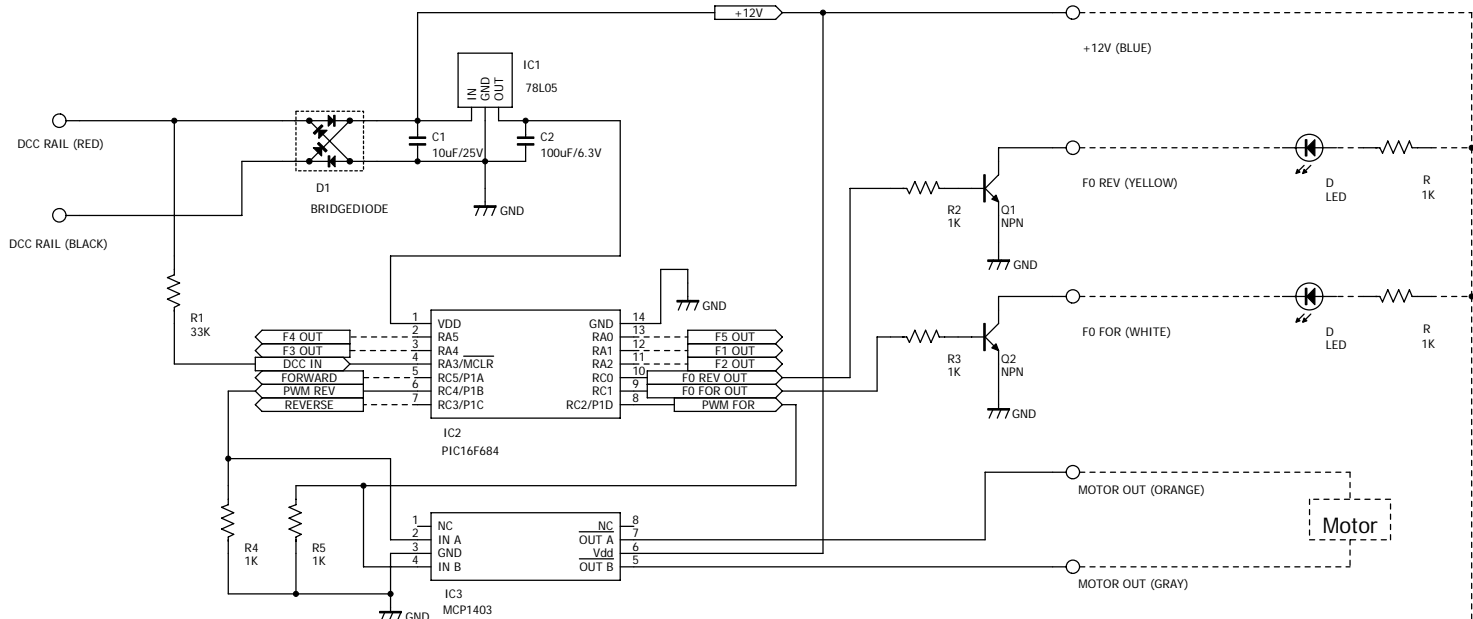 +12V
+12V (BLUE)
IC1
78L05
IN
GND
OUT
DCC RAIL (RED)
C1
10uF/25V
C2
100uF/6.3V
D1
BRIDGEDIODE
GND
DCC RAIL (BLACK)
F0 REV (YELLOW)
D
LED
R
1K
R2
1K
Q1
NPN
GND
R1
33K
GND
F0 FOR (WHITE)
D
LED
R
1K
R3
1K
Q2
NPN
GND
1 VDD GND 14
F4 OUT 2 RA5 RA0 13 F5 OUT
F3 OUT 3 RA4 RA1 12 F1 OUT
DCC IN 4 RA3/MCLR RA2 11 F2 OUT
FORWARD 5 RC5/P1A RC0 10 F0 REV OUT
PWM REV 6 RC4/P1B RC1 9 F0 FOR OUT
REVERSE 7 RC3/P1C RC2/P1D 8 PWM FOR
IC2
PIC16F684
MOTOR OUT (ORANGE)
Motor
MOTOR OUT (GRAY)
R4
1K
R5
1K
1 NC NC 8
2 IN A OUT A 7
3 GND Vdd 6
4 IN B OUT B 5
IC3
MCP1403
GND